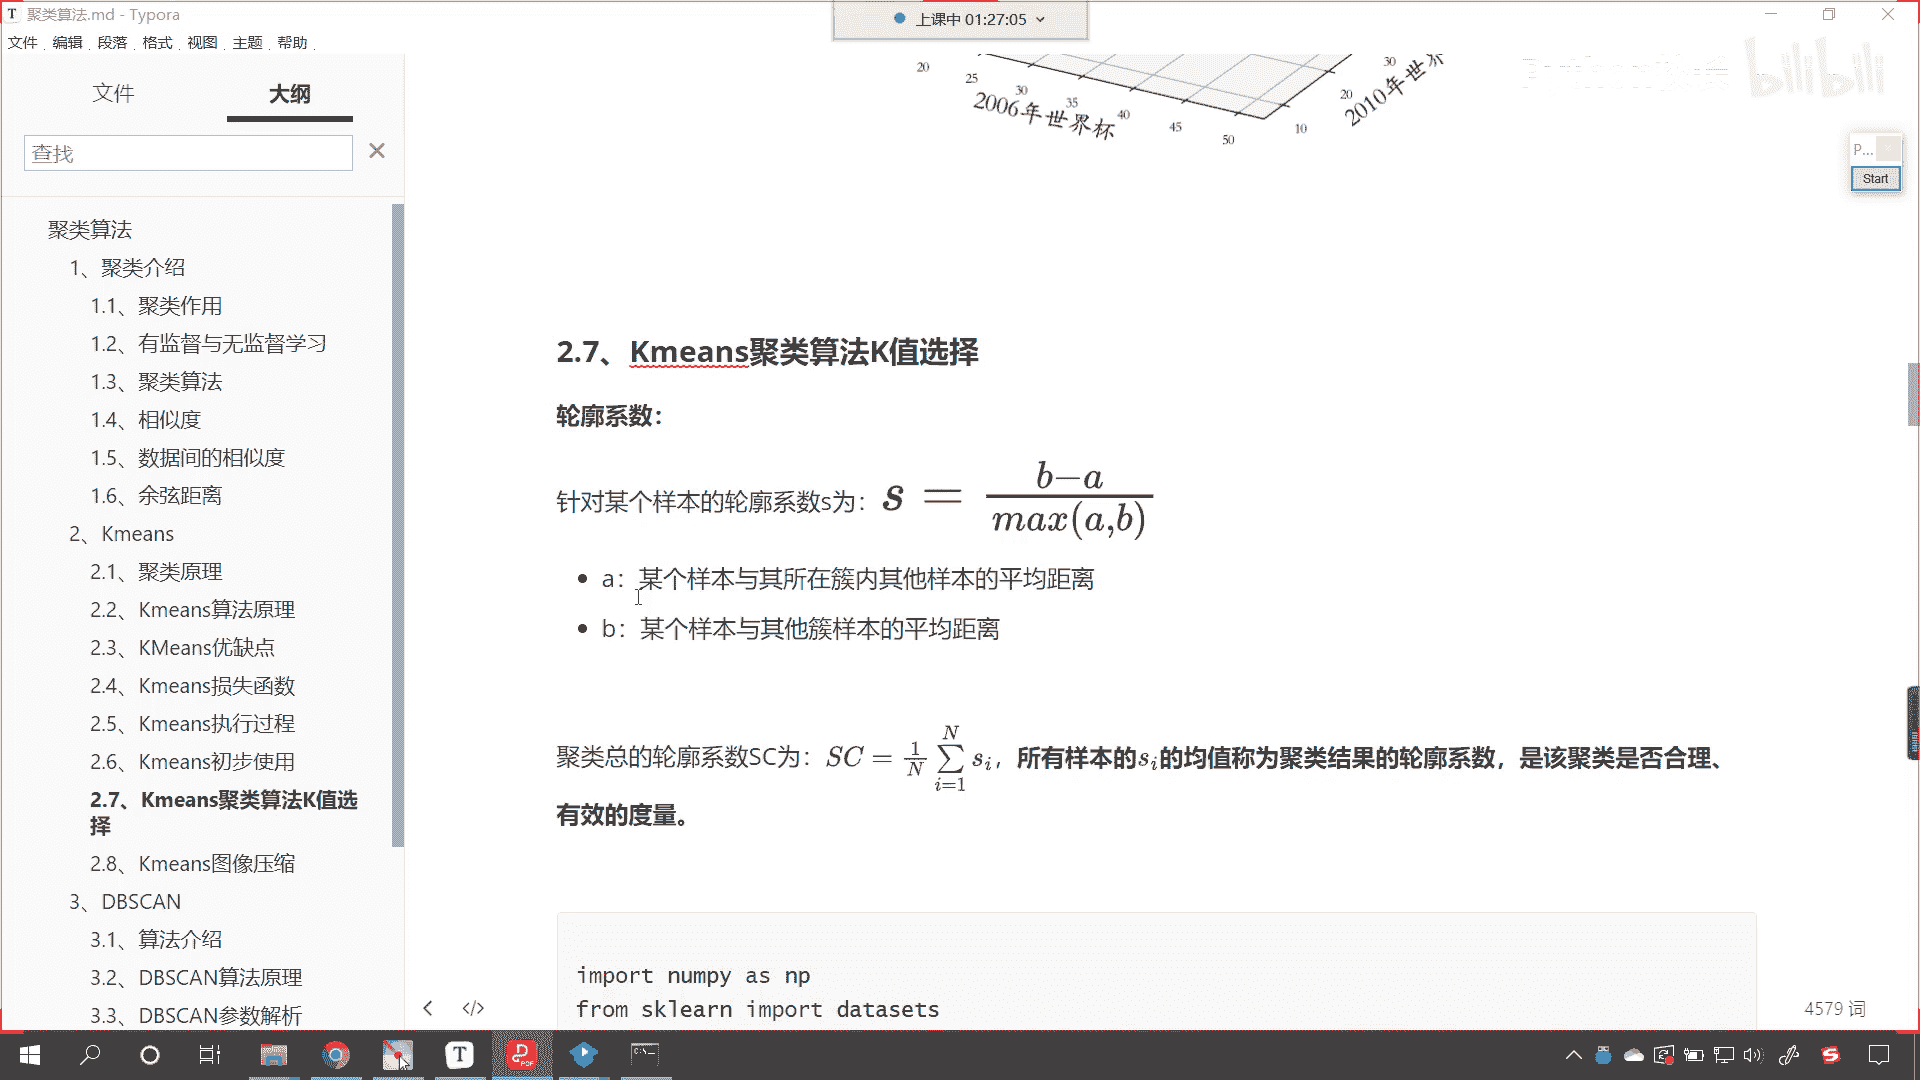 聚类算法.md - Typora
上课中 01:27:05
文件 编辑 段落 格式 视图 主题 帮助
文件
大纲
查找
聚类算法
1、聚类介绍
1.1、聚类作用
1.2、有监督与无监督学习
1.3、聚类算法
1.4、相似度
1.5、数据间的相似度
1.6、余弦距离
2、Kmeans
2.1、聚类原理
2.2、Kmeans算法原理
2.3、KMeans优缺点
2.4、Kmeans损失函数
2.5、Kmeans执行过程
2.6、Kmeans初步使用
2.7、Kmeans聚类算法K值选
择
2.8、Kmeans图像压缩
3、DBSCAN
3.1、算法介绍
3.2、DBSCAN算法原理
3.3、DBSCAN参数解析
20
25
30
35
40
45
50
2006年世界杯
10
20
30
2010年世界
bilibili
P...
Start
2.7、Kmeans聚类算法K值选择
轮廓系数：
针对某个样本的轮廓系数s为：s = b−a / max(a,b)
a：某个样本与其所在簇内其他样本的平均距离
b：某个样本与其他簇样本的平均距离
聚类总的轮廓系数SC为：SC = 1/N ∑_{i=1}^{N} s_i，所有样本的s_i的均值称为聚类结果的轮廓系数，是该聚类是否合理、
有效的度量。
import numpy as np
from sklearn import datasets
4579 词